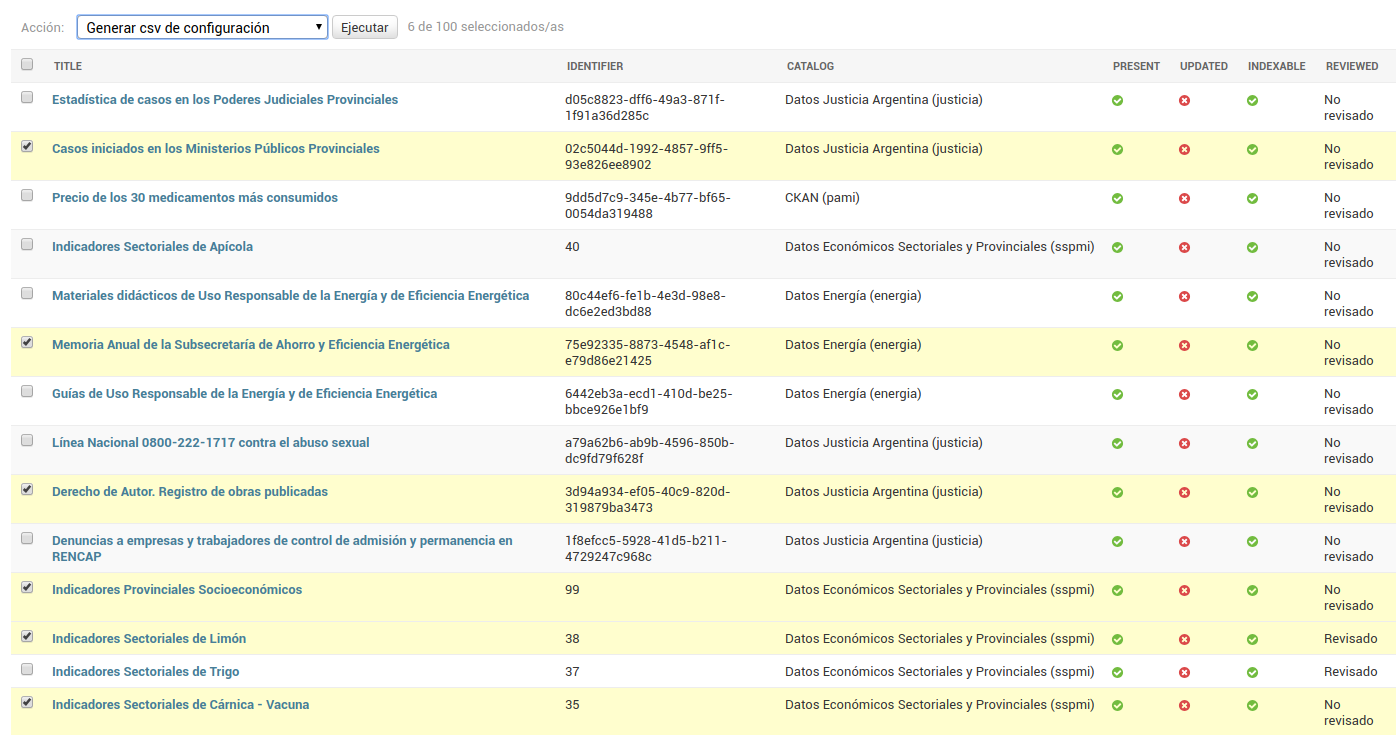 Acción: Generar csv de configuración Ejecutar 6 de 100 seleccionados/as
TITLE IDENTIFIER CATALOG PRESENT UPDATED INDEXABLE REVIEWED
Estadística de casos en los Poderes Judiciales Provinciales d05c8823-dff6-49a3-871f- Datos Justicia Argentina (justicia) No
1f91a36d285c revisado
Casos iniciados en los Ministerios Públicos Provinciales 02c5044d-1992-4857-9ff5- Datos Justicia Argentina (justicia) No
93e826ee8902 revisado
Precio de los 30 medicamentos más consumidos 9dd5d7c9-345e-4b77-bf65- CKAN (pami) No
0054da319488 revisado
Indicadores Sectoriales de Apícola 40 Datos Económicos Sectoriales y Provinciales (sspmi) No
revisado
Materiales didácticos de Uso Responsable de la Energía y de Eficiencia Energética 80c44ef6-fe1b-4e3d-98e8- Datos Energía (energia) No
dc6e2ed3bd88 revisado
Memoria Anual de la Subsecretaría de Ahorro y Eficiencia Energética 75e92335-8873-4548-af1c- Datos Energía (energia) No
e79d86e21425 revisado
Guías de Uso Responsable de la Energía y de Eficiencia Energética 6442eb3a-ecd1-410d-be25- Datos Energía (energia) No
bbce926e1bf9 revisado
Línea Nacional 0800-222-1717 contra el abuso sexual a79a62b6-ab9b-4596-850b- Datos Justicia Argentina (justicia) No
dc9fd79f628f revisado
Derecho de Autor. Registro de obras publicadas 3d94a934-ef05-40c9-820d- Datos Justicia Argentina (justicia) No
319879ba3473 revisado
Denuncias a empresas y trabajadores de control de admisión y permanencia en 1f8efcc5-5928-41d5-b211- Datos Justicia Argentina (justicia) No
RENCAP 4729247c968c revisado
Indicadores Provinciales Socioeconómicos 99 Datos Económicos Sectoriales y Provinciales (sspmi) No
revisado
Indicadores Sectoriales de Limón 38 Datos Económicos Sectoriales y Provinciales (sspmi) Revisado
Indicadores Sectoriales de Trigo 37 Datos Económicos Sectoriales y Provinciales (sspmi) Revisado
Indicadores Sectoriales de Cárnica - Vacuna 35 Datos Económicos Sectoriales y Provinciales (sspmi) No
revisado